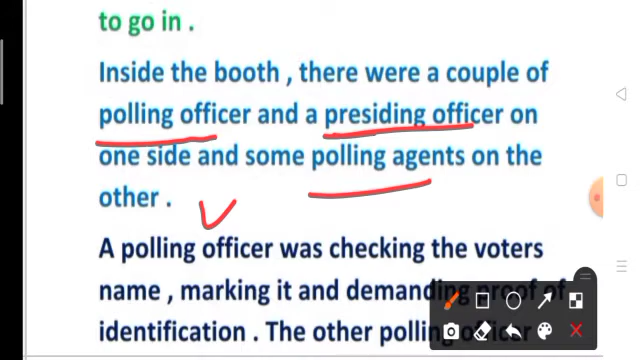 to go in .
Inside the booth , there were a couple of
polling officer and a presiding officer on
one side and some polling agents on the
other .
A polling officer was checking the voters
name , marking it and demanding proof of
identification . The other polling officer